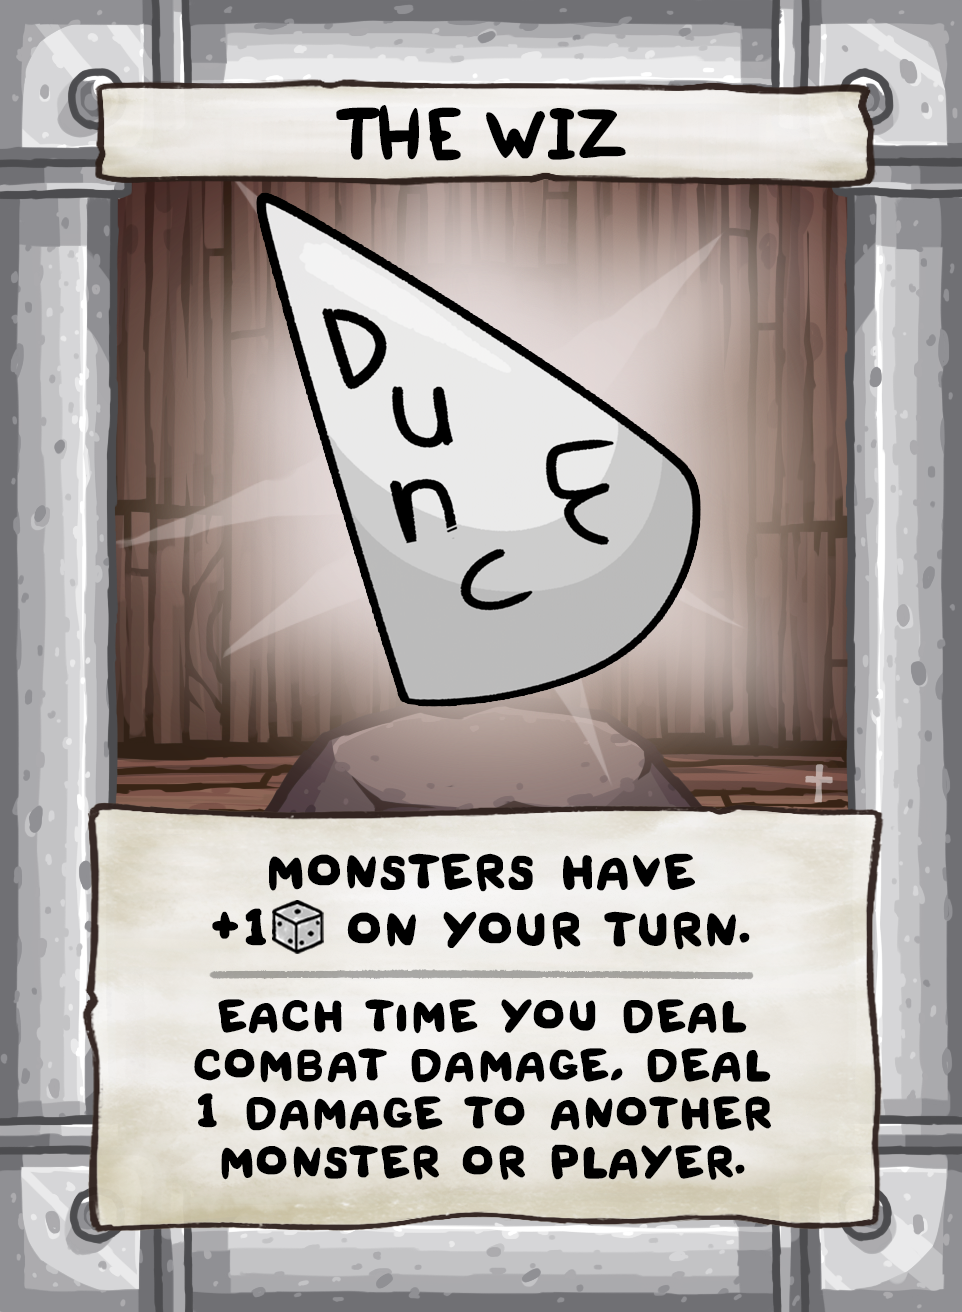 THE WIZ
Dunce
MONSTERS HAVE
+1 ON YOUR TURN.
EACH TIME YOU DEAL
COMBAT DAMAGE, DEAL
1 DAMAGE TO ANOTHER
MONSTER OR PLAYER.